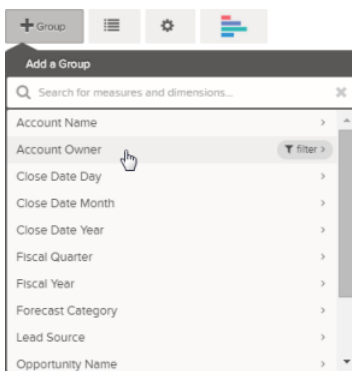 Group
Add a Group
Search for measures and dimensions...
Account Name
Account Owner filter
Close Date Day
Close Date Month
Close Date Year
Fiscal Quarter
Fiscal Year
Forecast Category
Lead Source
Opportunity Name